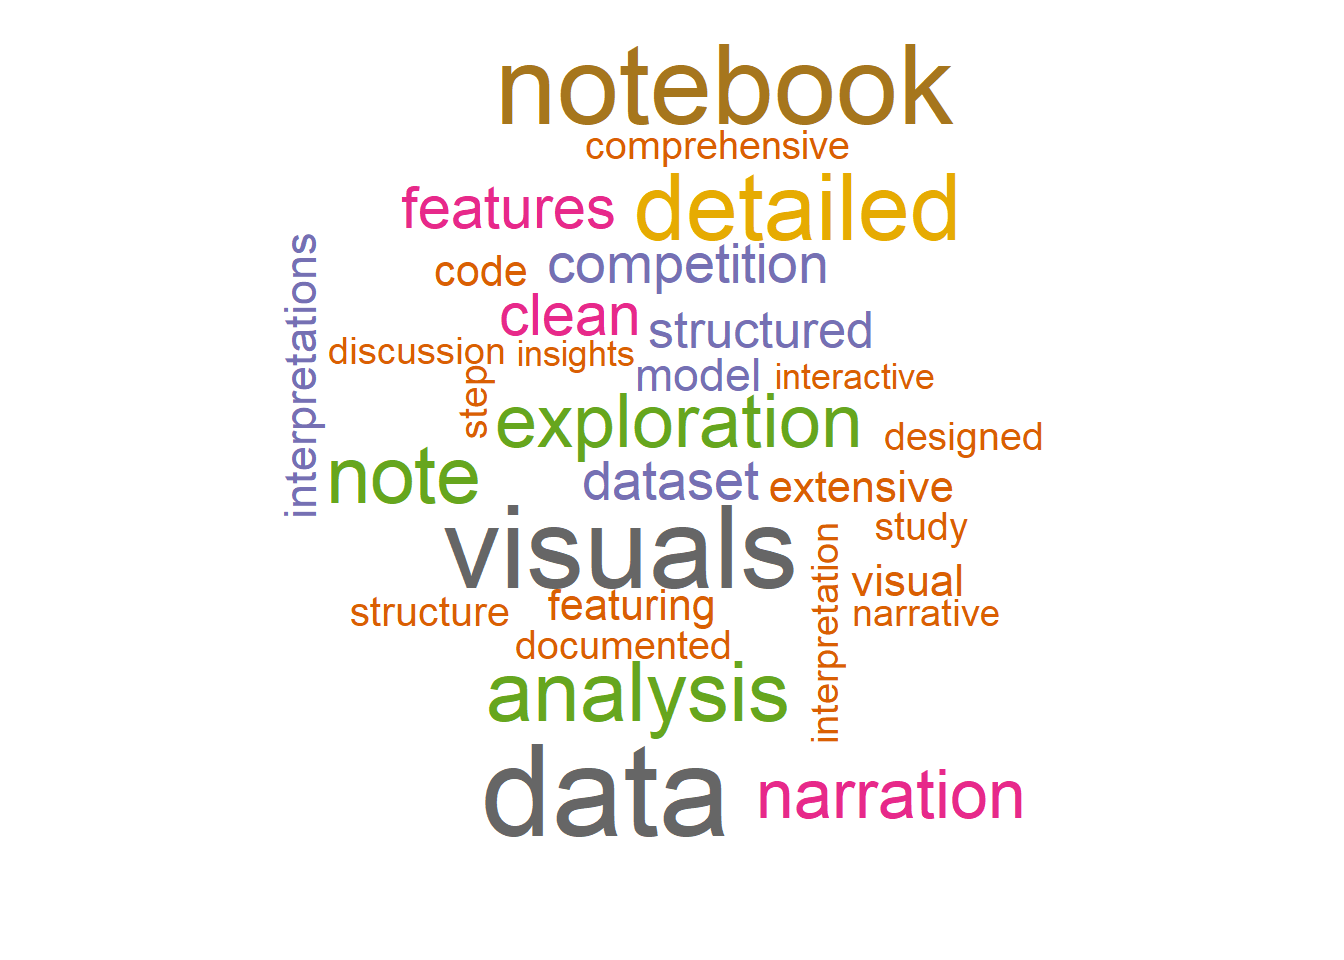 notebook
comprehensive
features detailed
code competition
interpretations
clean structured
discussion insights
model interactive
step
exploration designed
note dataset extensive
visuals study
interpretation
visual
structure featuring narrative
documented
analysis
data narration